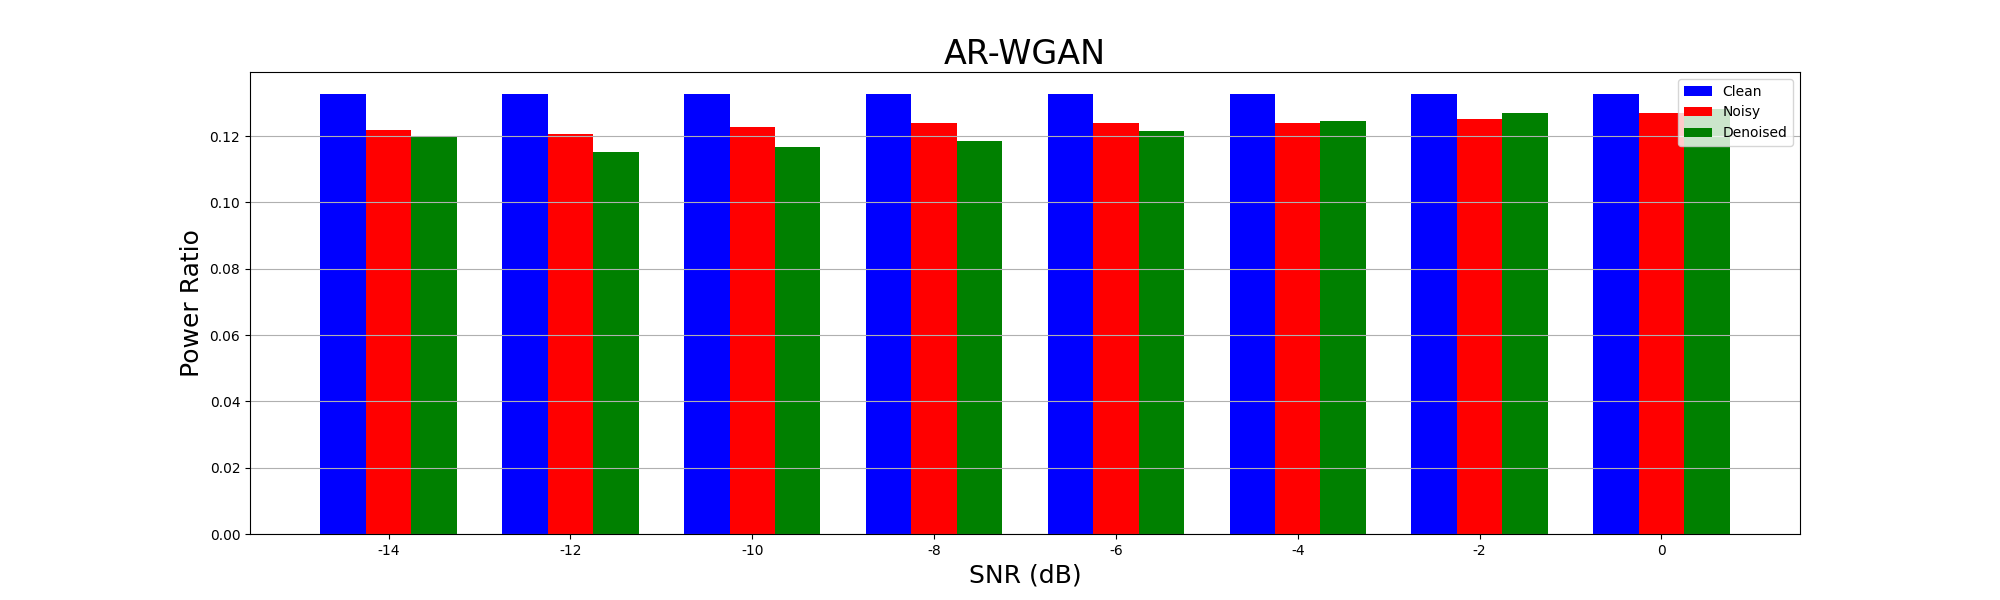 AR-WGAN
Clean
Noisy
Denoised
Power Ratio
0.12
0.10
0.08
0.06
0.04
0.02
0.00
-14 -12 -10 -8 -6 -4 -2 0
SNR (dB)